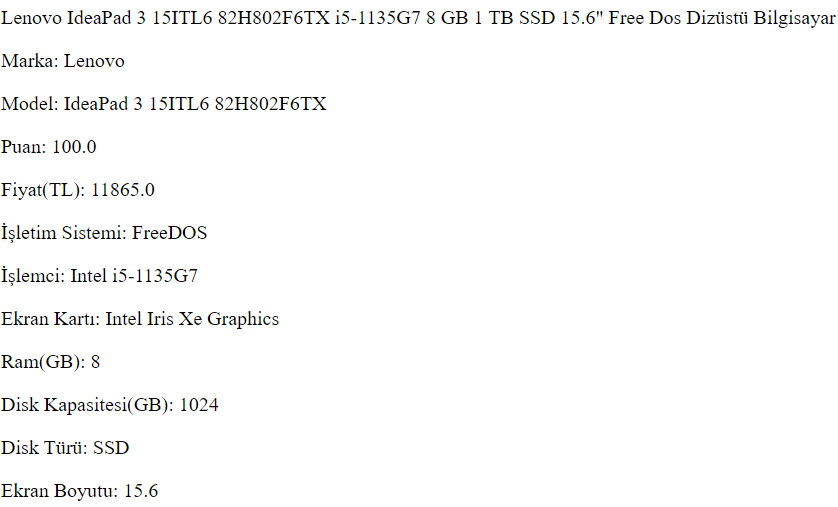 Lenovo IdeaPad 3 15ITL6 82H802F6TX i5-1135G7 8 GB 1 TB SSD 15.6" Free Dos Dizüstü Bilgisayar
Marka: Lenovo
Model: IdeaPad 3 15ITL6 82H802F6TX
Puan: 100.0
Fiyat(TL): 11865.0
İşletim Sistemi: FreeDOS
İşlemci: Intel i5-1135G7
Ekran Kartı: Intel Iris Xe Graphics
Ram(GB): 8
Disk Kapasitesi(GB): 1024
Disk Türü: SSD
Ekran Boyutu: 15.6